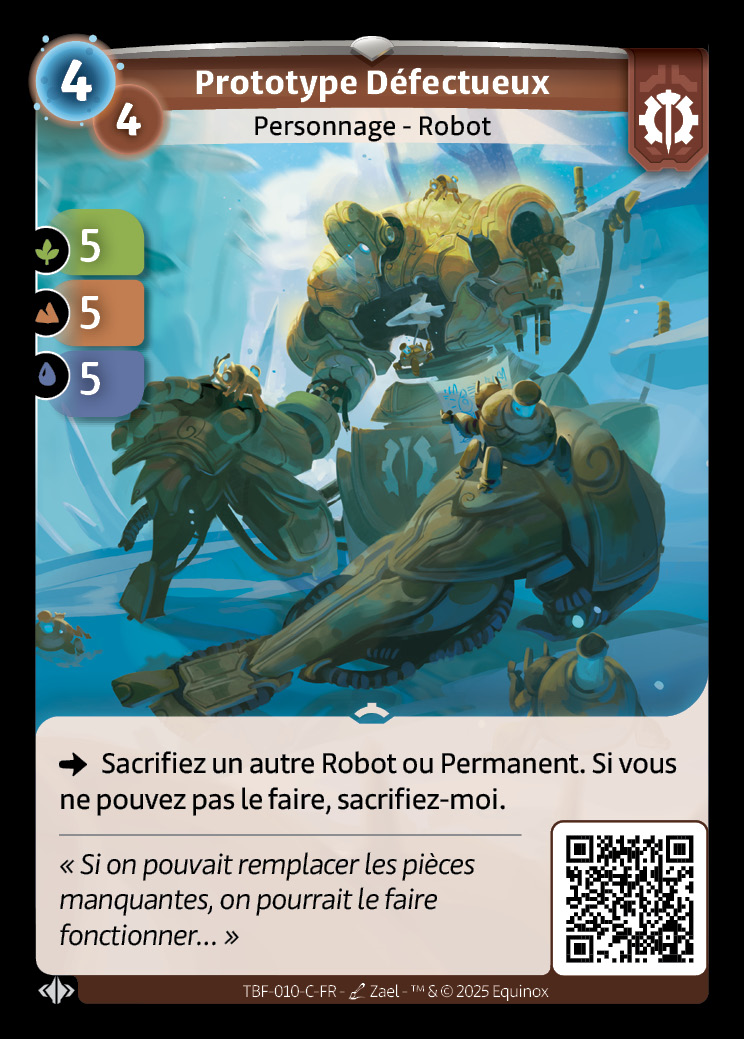 4
Prototype Défectueux
4
Personnage - Robot
5
5
5
Sacrifiez un autre Robot ou Permanent. Si vous
ne pouvez pas le faire, sacrifiez-moi.
« Si on pouvait remplacer les pièces
manquantes, on pourrait le faire
fonctionner... »
TBF-010-C-FR - Zael - ™ & © 2025 Equinox